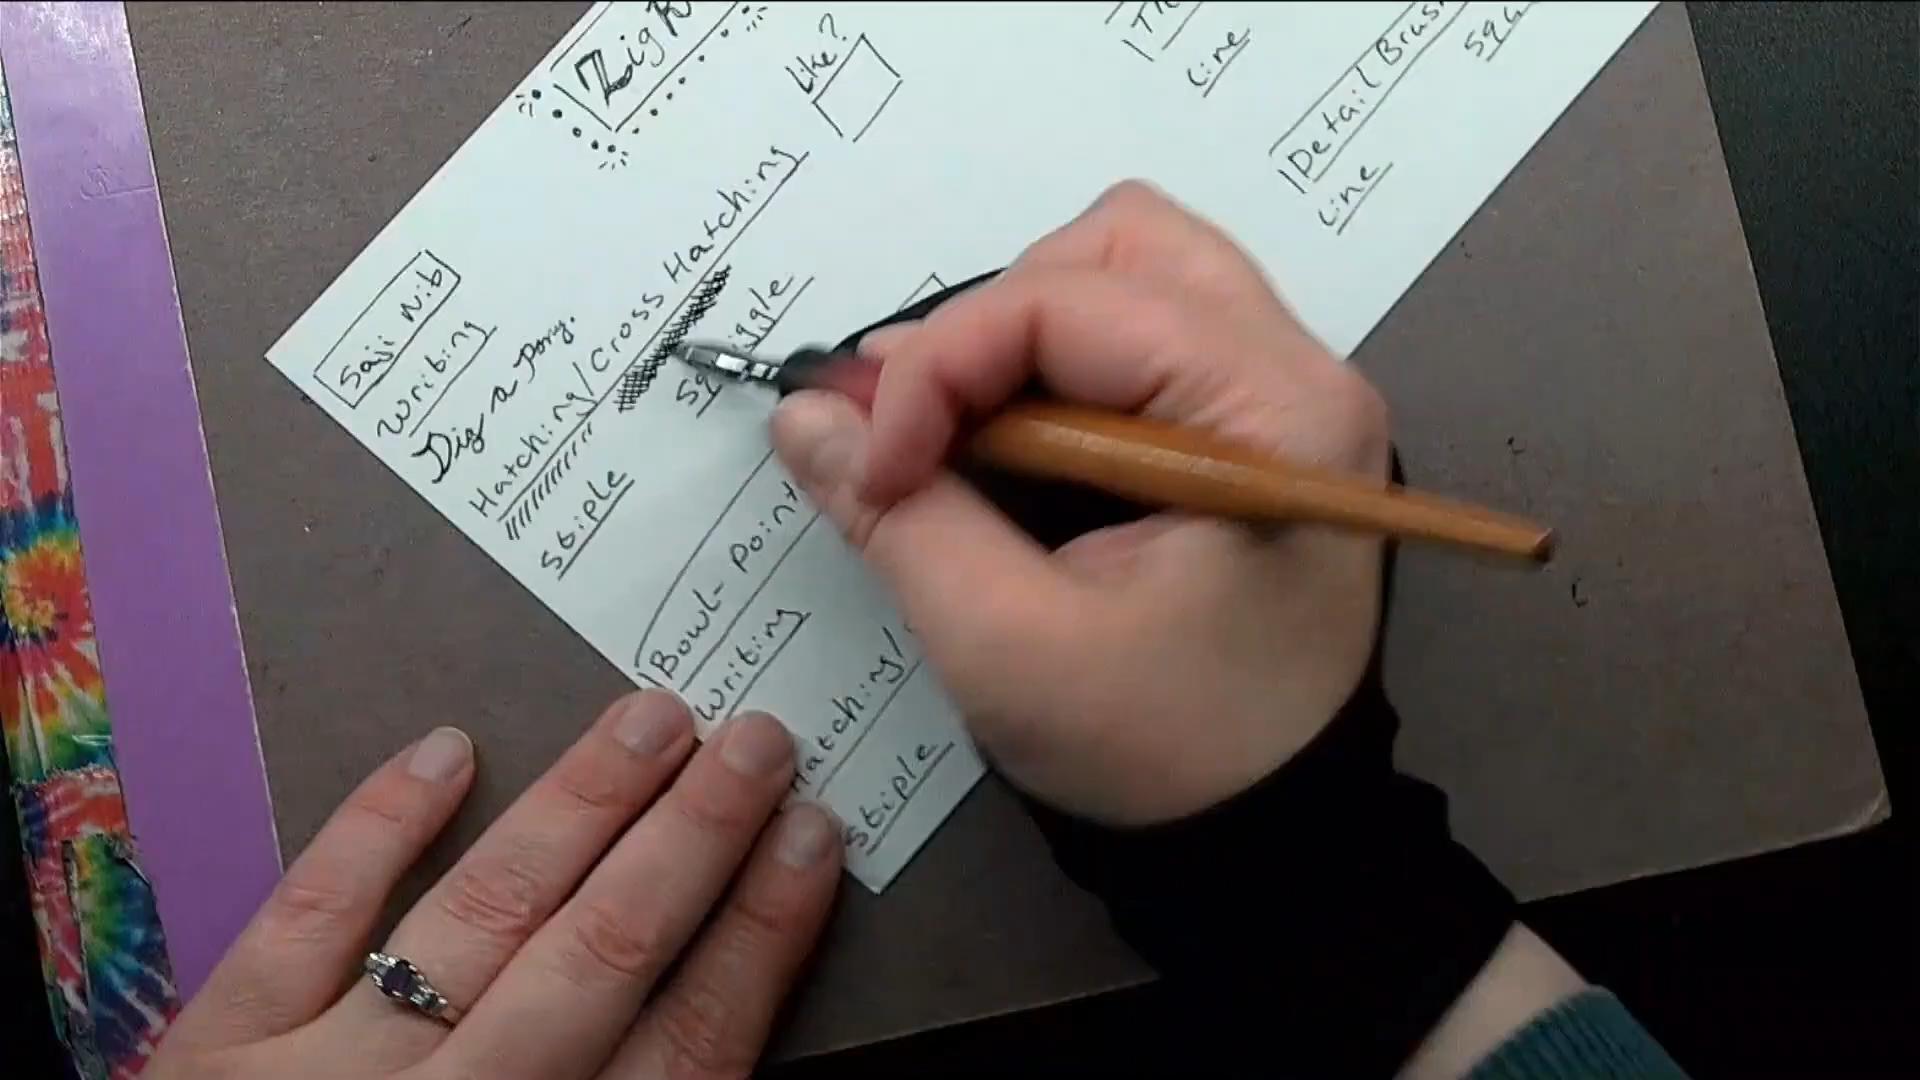 Zig
Like?
Saji Nib
Writing
Dig a Pony.
Hatching/Cross Hatching
Stiple
Bowl-Point
Writing
Hatching/
Stiple
Line
Detail Brush
Line